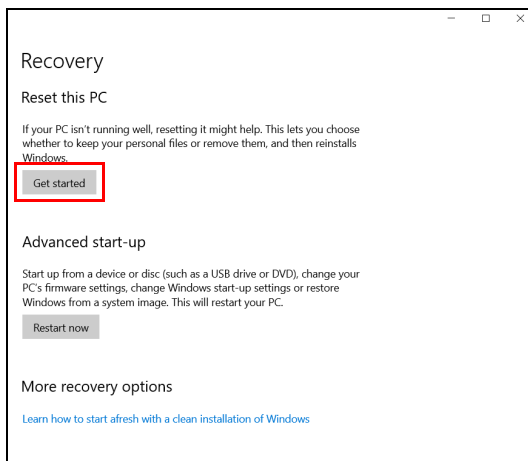 Recovery
Reset this PC
If your PC isn't running well, resetting it might help. This lets you choose
whether to keep your personal files or remove them, and then reinstalls
Windows.
Get started
Advanced start-up
Start up from a device or disc (such as a USB drive or DVD), change your
PC's firmware settings, change Windows start-up settings or restore
Windows from a system image. This will restart your PC.
Restart now
More recovery options
Learn how to start afresh with a clean installation of Windows